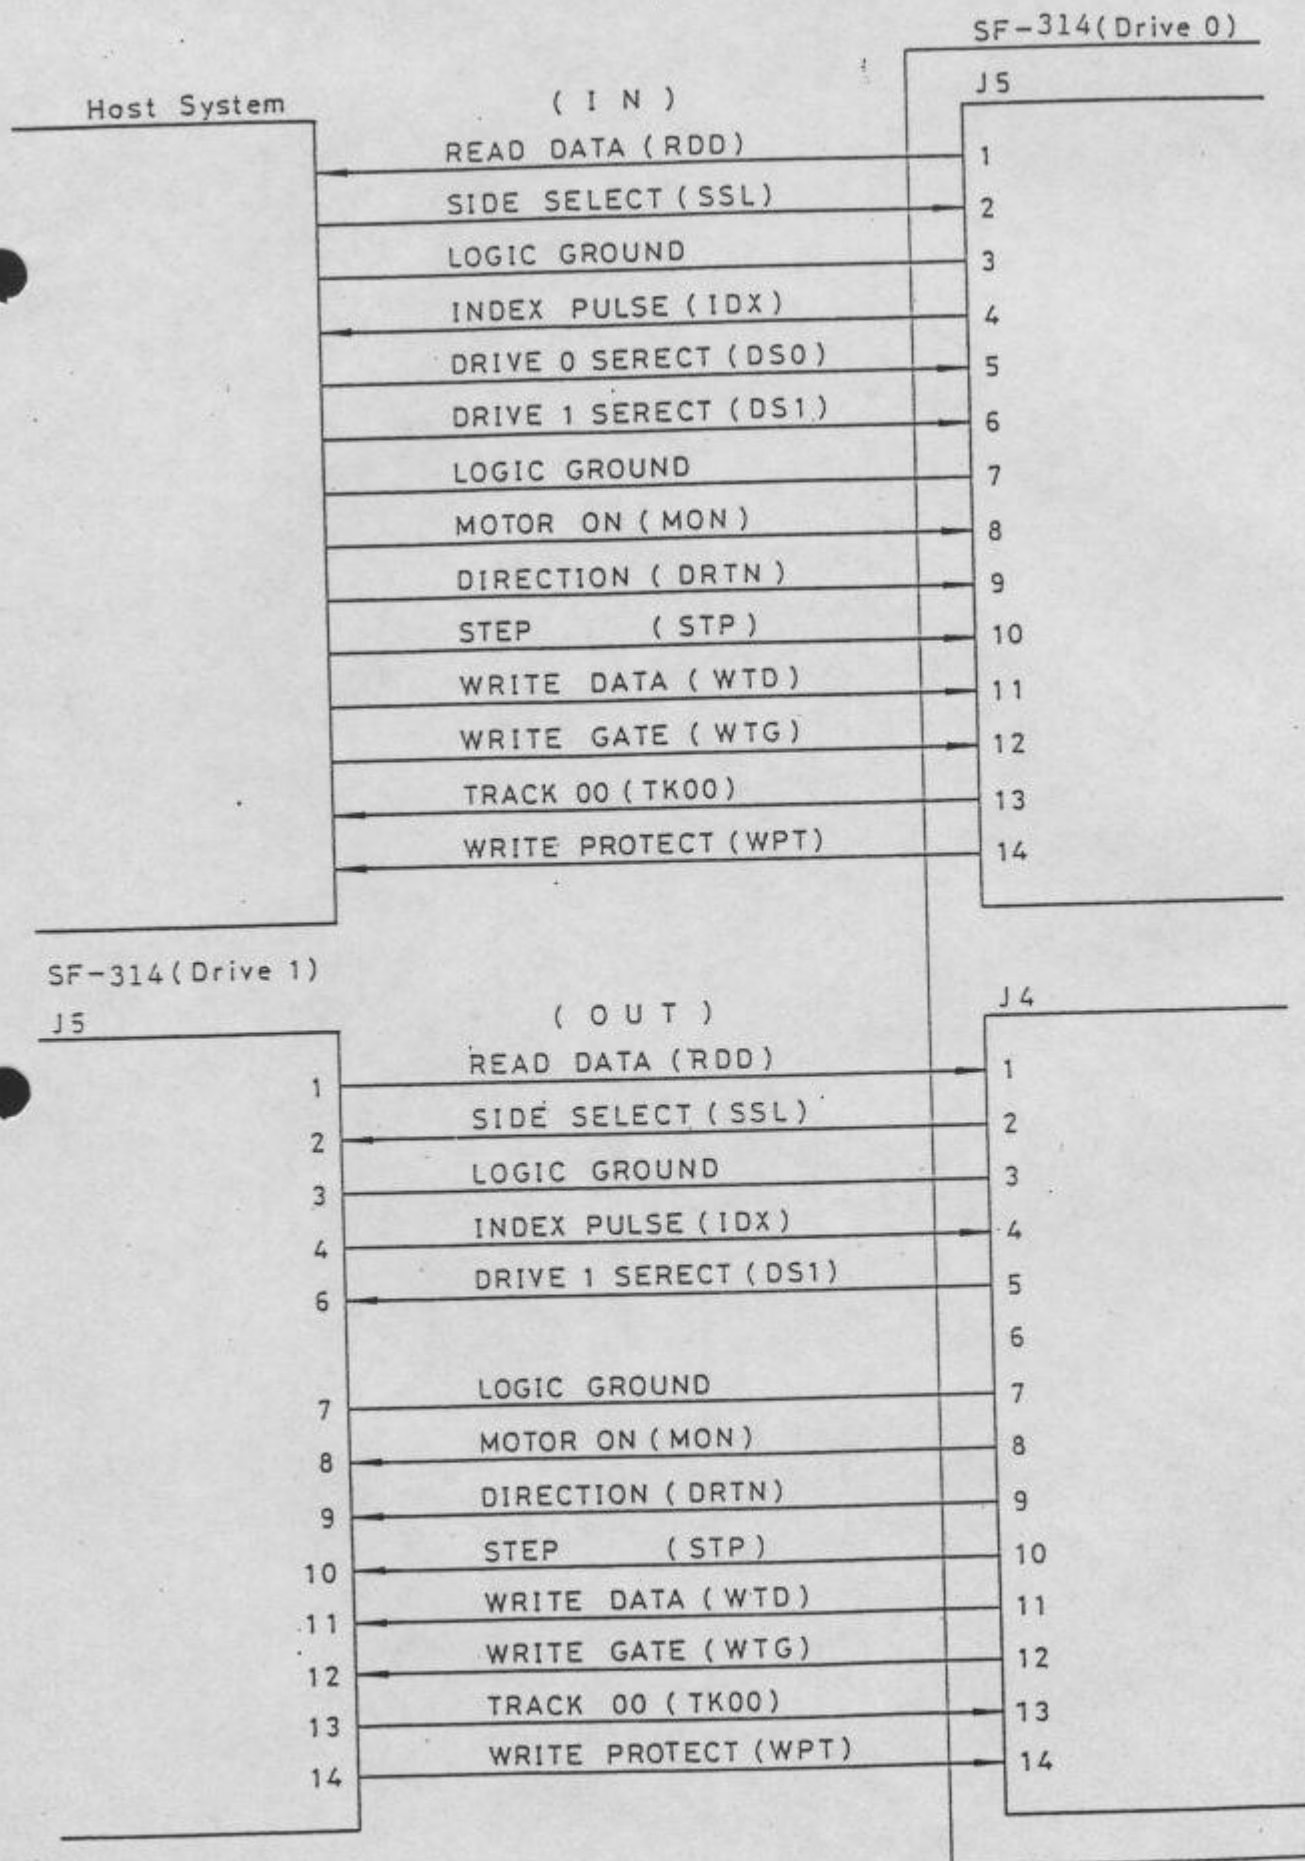 SF-314(Drive 0)
J5
Host System
( I N )
READ DATA (RDD) 1
SIDE SELECT (SSL) 2
LOGIC GROUND 3
INDEX PULSE (IDX) 4
DRIVE 0 SERECT (DS0) 5
DRIVE 1 SERECT (DS1) 6
LOGIC GROUND 7
MOTOR ON (MON) 8
DIRECTION (DRTN) 9
STEP (STP) 10
WRITE DATA (WTD) 11
WRITE GATE (WTG) 12
TRACK 00 (TK00) 13
WRITE PROTECT (WPT) 14
SF-314(Drive 1)
J5
( O U T )
J4
1 READ DATA (RDD) 1
2 SIDE SELECT (SSL) 2
3 LOGIC GROUND 3
4 INDEX PULSE (IDX) 4
6 DRIVE 1 SERECT (DS1) 5
6
7 LOGIC GROUND 7
8 MOTOR ON (MON) 8
9 DIRECTION (DRTN) 9
10 STEP (STP) 10
11 WRITE DATA (WTD) 11
12 WRITE GATE (WTG) 12
13 TRACK 00 (TK00) 13
14 WRITE PROTECT (WPT) 14